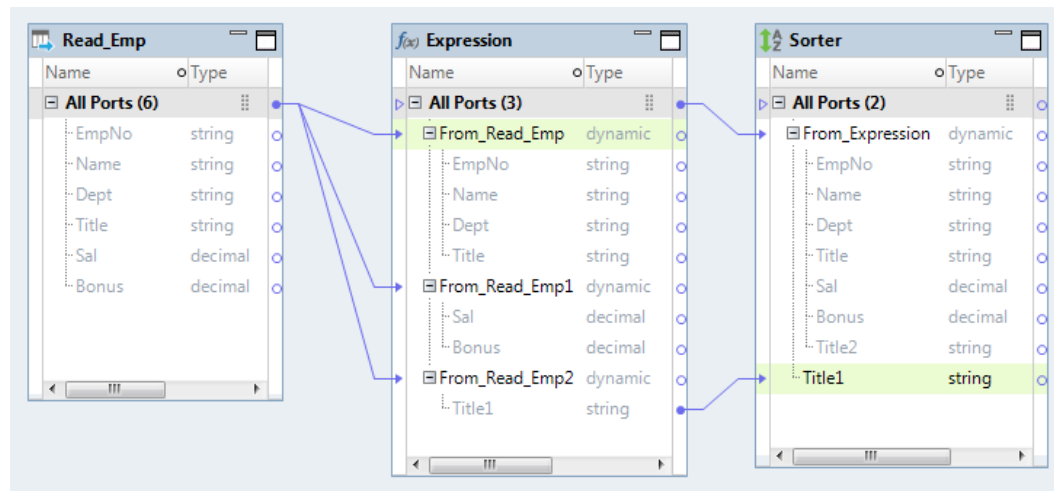 Read_Emp
Name Type
All Ports (6)
EmpNo string
Name string
Dept string
Title string
Sal decimal
Bonus decimal
f(x) Expression
Name Type
All Ports (3)
From_Read_Emp dynamic
EmpNo string
Name string
Dept string
Title string
From_Read_Emp1 dynamic
Sal decimal
Bonus decimal
From_Read_Emp2 dynamic
Title1 string
AZ Sorter
Name Type
All Ports (2)
From_Expression dynamic
EmpNo string
Name string
Dept string
Title string
Sal decimal
Bonus decimal
Title2 string
Title1 string